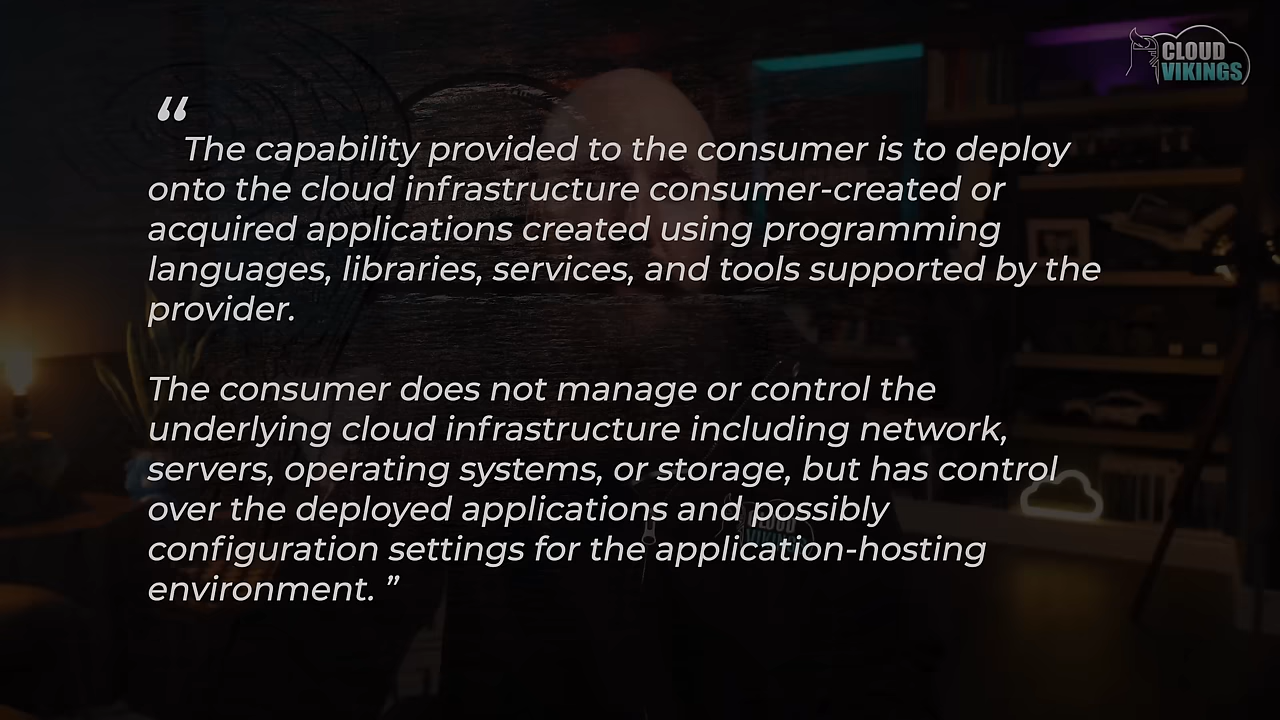 CLOUD
VIKINGS
“
The capability provided to the consumer is to deploy
onto the cloud infrastructure consumer-created or
acquired applications created using programming
languages, libraries, services, and tools supported by the
provider.
The consumer does not manage or control the
underlying cloud infrastructure including network,
servers, operating systems, or storage, but has control
over the deployed applications and possibly
configuration settings for the application-hosting
environment. ”
CLOUD
VIKINGS